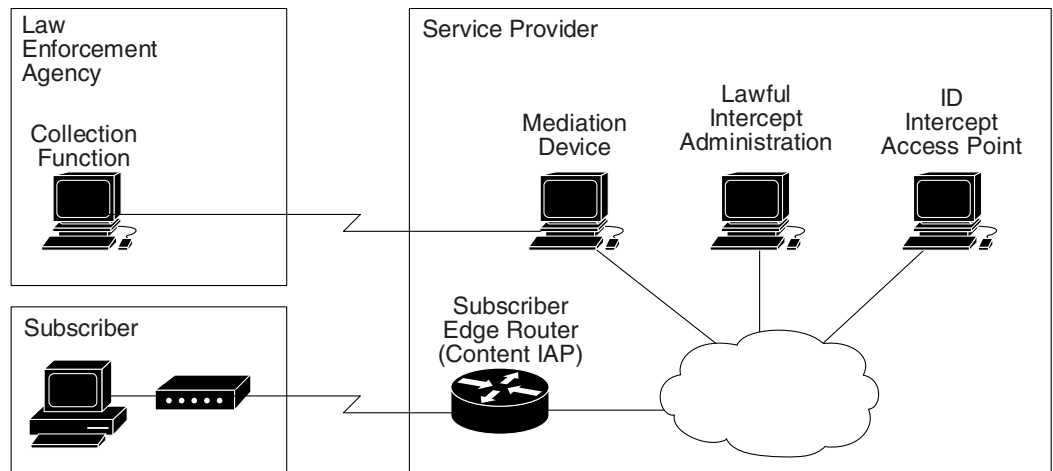 Law
Enforcement
Agency
Collection
Function
Service Provider
Mediation
Device
Lawful
Intercept
Administration
ID
Intercept
Access Point
Subscriber
Subscriber
Edge Router
(Content IAP)